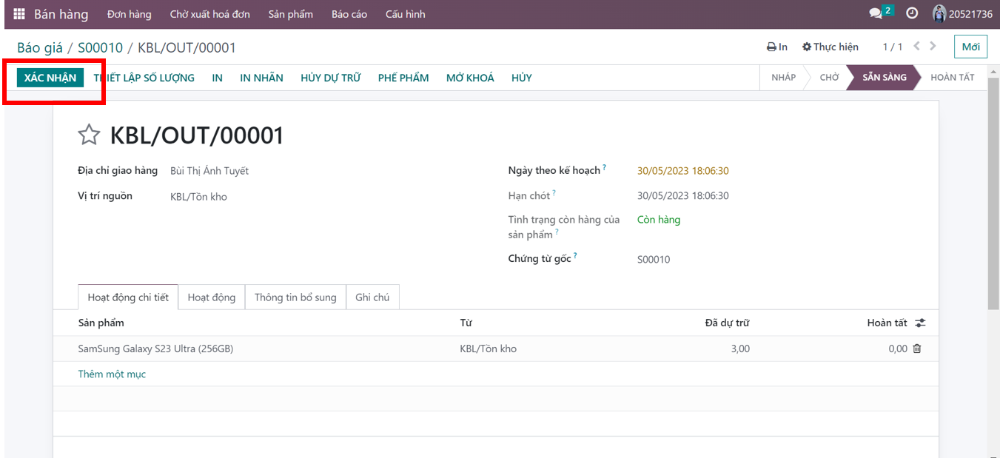 Bán hàng Đơn hàng Chờ xuất hoá đơn Sản phẩm Báo cáo Cấu hình 2 20521736
Báo giá / S00010 / KBL/OUT/00001 In Thực hiện 1 / 1 Mới
XÁC NHẬN THIẾT LẬP SỐ LƯỢNG IN IN NHÃN HỦY DỰ TRỮ PHẾ PHẨM MỞ KHOÁ HỦY NHÁP CHỜ SẴN SÀNG HOÀN TẤT
KBL/OUT/00001
Địa chỉ giao hàng Bùi Thị Ánh Tuyết Ngày theo kế hoạch ? 30/05/2023 18:06:30
Vị trí nguồn KBL/Tồn kho Hạn chót ? 30/05/2023 18:06:30
Tình trạng còn hàng của Còn hàng
sản phẩm ?
Chứng từ gốc ? S00010
Hoạt động chi tiết Hoạt động Thông tin bổ sung Ghi chú
Sản phẩm Từ Đã dự trữ Hoàn tất
SamSung Galaxy S23 Ultra (256GB) KBL/Tồn kho 3,00 0,00
Thêm một mục